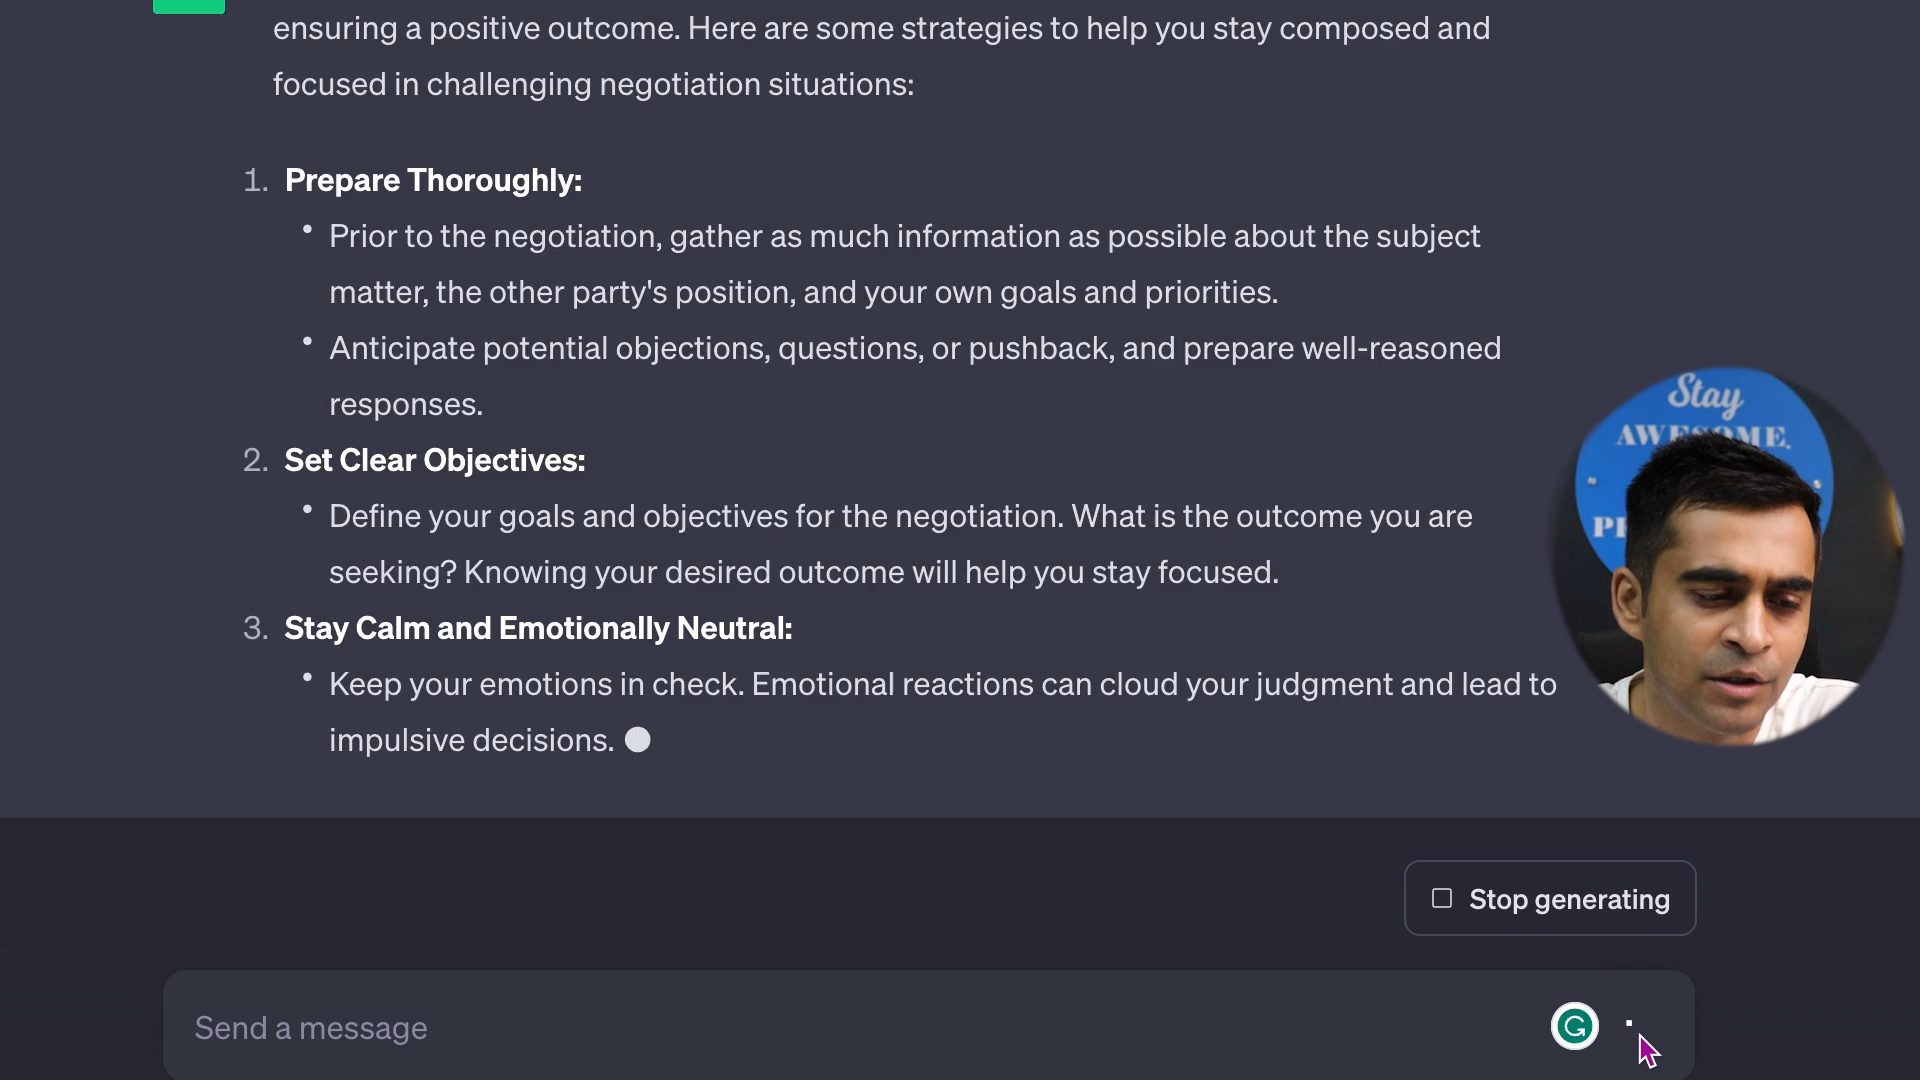 ensuring a positive outcome. Here are some strategies to help you stay composed and
focused in challenging negotiation situations:
1. Prepare Thoroughly:
• Prior to the negotiation, gather as much information as possible about the subject
matter, the other party's position, and your own goals and priorities.
• Anticipate potential objections, questions, or pushback, and prepare well-reasoned
responses.
2. Set Clear Objectives:
• Define your goals and objectives for the negotiation. What is the outcome you are
seeking? Knowing your desired outcome will help you stay focused.
3. Stay Calm and Emotionally Neutral:
• Keep your emotions in check. Emotional reactions can cloud your judgment and lead to
impulsive decisions.
Stay
AWESOME.
Stop generating
Send a message
G